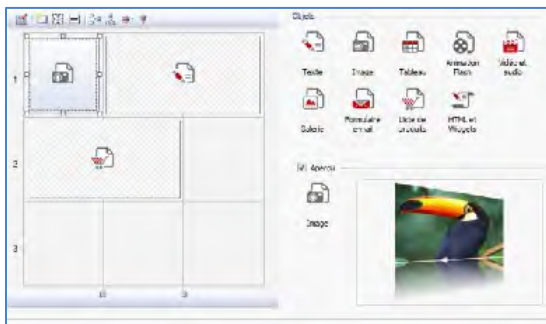 Objets
Texte
Image
Tableau
Animation
Flash
Vidéo et
audio
Galerie
Formulaire
email
Liste de
produits
HTML et
Widgets
1
2
3
Aperçu
Image